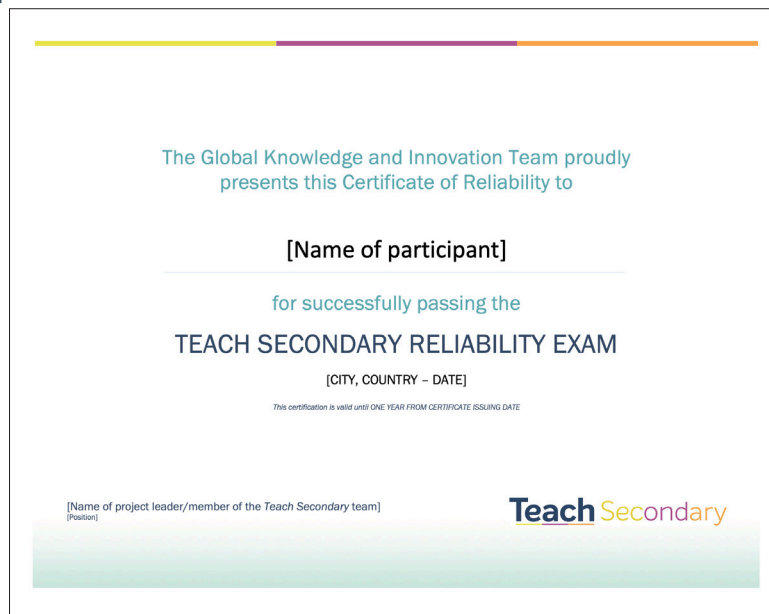 The Global Knowledge and Innovation Team proudly
presents this Certificate of Reliability to
[Name of participant]
for successfully passing the
TEACH SECONDARY RELIABILITY EXAM
[CITY, COUNTRY – DATE]
This certification is valid until ONE YEAR FROM CERTIFICATE ISSUING DATE
[Name of project leader/member of the Teach Secondary team]
[Position]
Teach Secondary